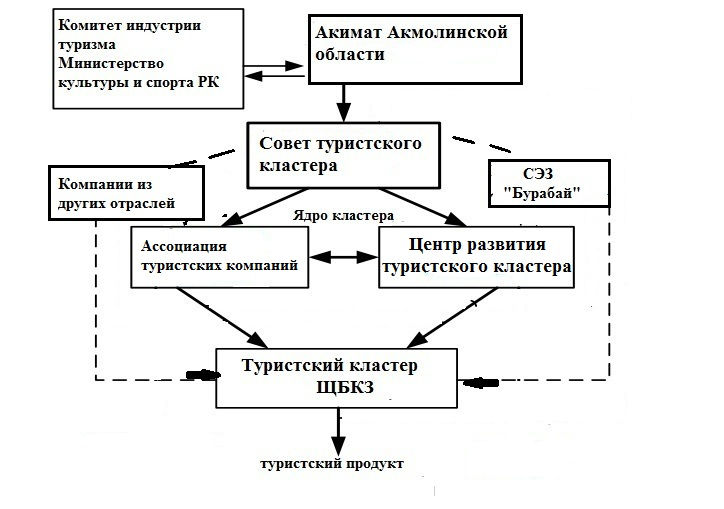 Комитет индустрии
туризма
Министерство
культуры и спорта РК
Акимат Акмолинской
области
Совет туристского
кластера
Компании из
других отраслей
СЭЗ
"Бурабай"
Ядро кластера
Ассоциация
туристских компаний
Центр развития
туристского кластера
Туристский кластер
ЩБКЗ
туристский продукт